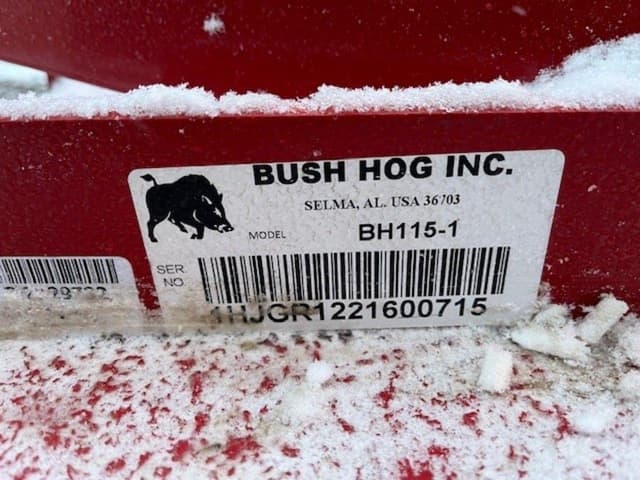 BUSH HOG INC.
SELMA, AL. USA 36703
MODEL BH115-1
SER.
NO.
1HJGR1221600715